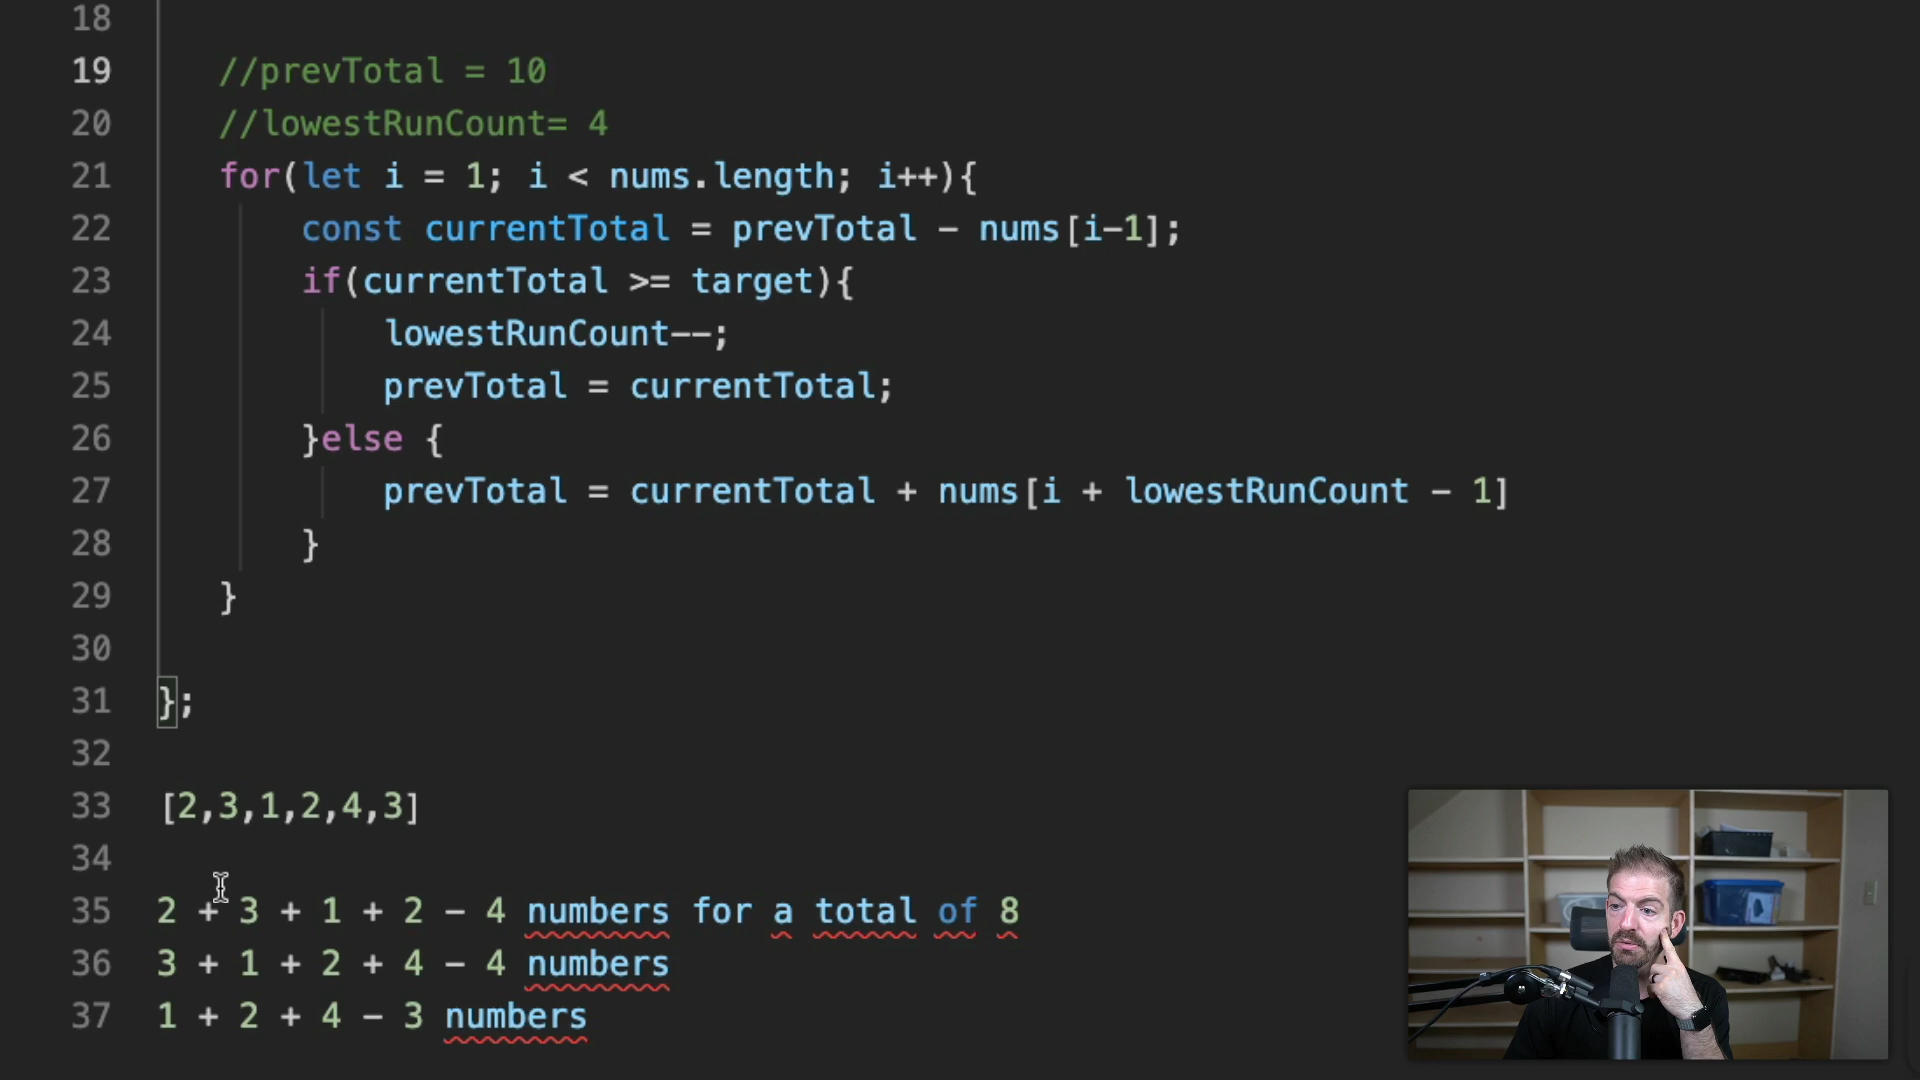 18
19 //prevTotal = 10
20 //lowestRunCount= 4
21 for(let i = 1; i < nums.length; i++){
22 const currentTotal = prevTotal - nums[i-1];
23 if(currentTotal >= target){
24 lowestRunCount--;
25 prevTotal = currentTotal;
26 }else {
27 prevTotal = currentTotal + nums[i + lowestRunCount - 1]
28 }
29 }
30
31 };
32
33 [2,3,1,2,4,3]
34
35 2 + 3 + 1 + 2 - 4 numbers for a total of 8
36 3 + 1 + 2 + 4 - 4 numbers
37 1 + 2 + 4 - 3 numbers